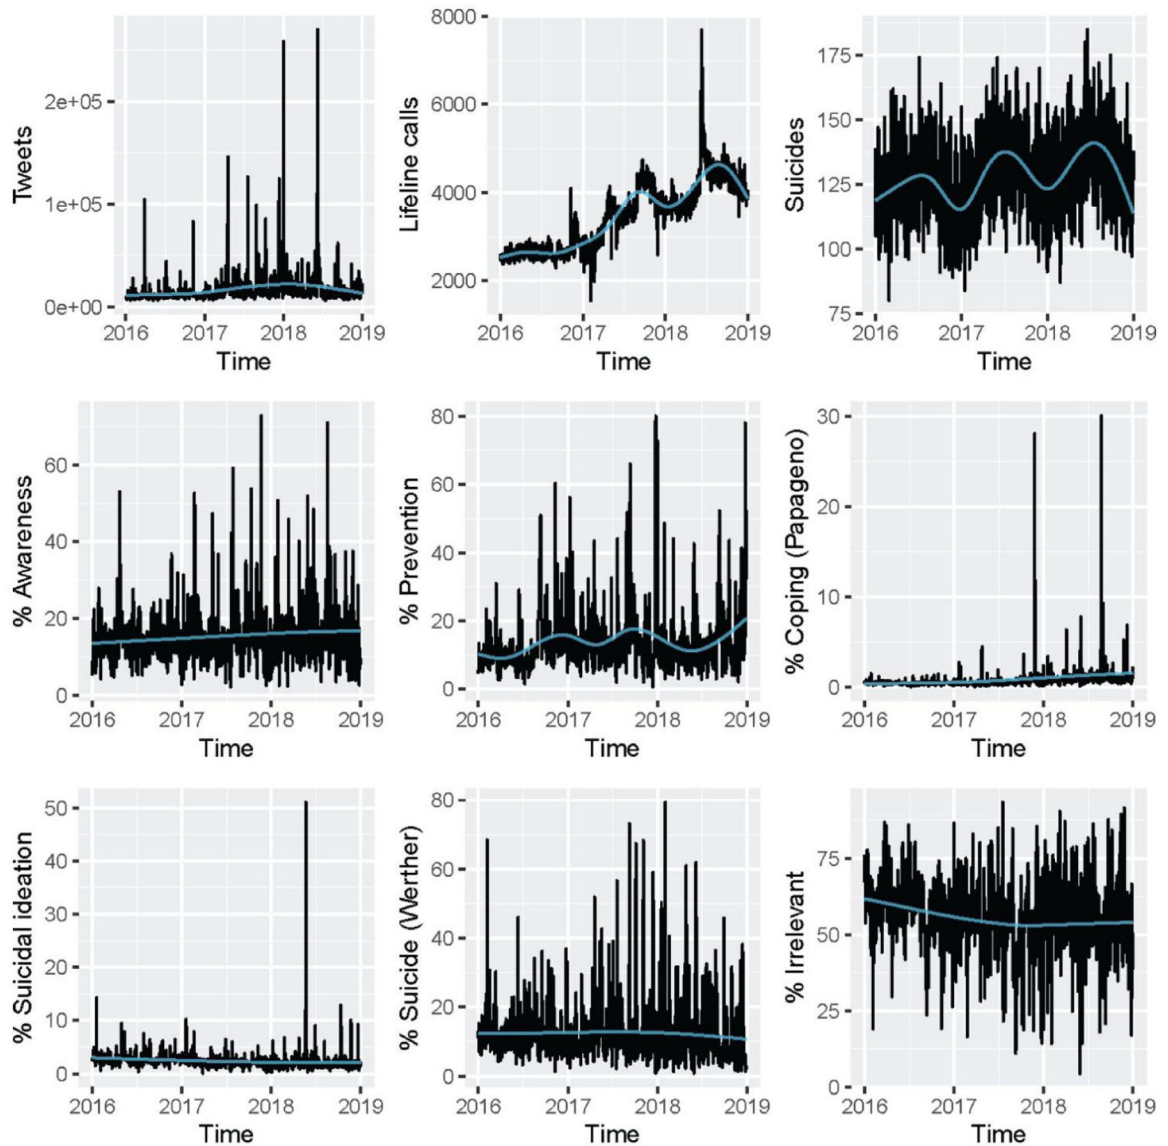 Tweets
2e+05
1e+05
0e+00
2016 2017 2018 2019
Time
Lifeline calls
8000
6000
4000
2000
2016 2017 2018 2019
Time
Suicides
175
150
125
100
75
2016 2017 2018 2019
Time
% Awareness
60
40
20
0
2016 2017 2018 2019
Time
% Prevention
80
60
40
20
0
2016 2017 2018 2019
Time
% Coping (Papageno)
30
20
10
0
2016 2017 2018 2019
Time
% Suicidal ideation
50
40
30
20
10
0
2016 2017 2018 2019
Time
% Suicide (Werther)
80
60
40
20
0
2016 2017 2018 2019
Time
% Irrelevant
75
50
25
0
2016 2017 2018 2019
Time